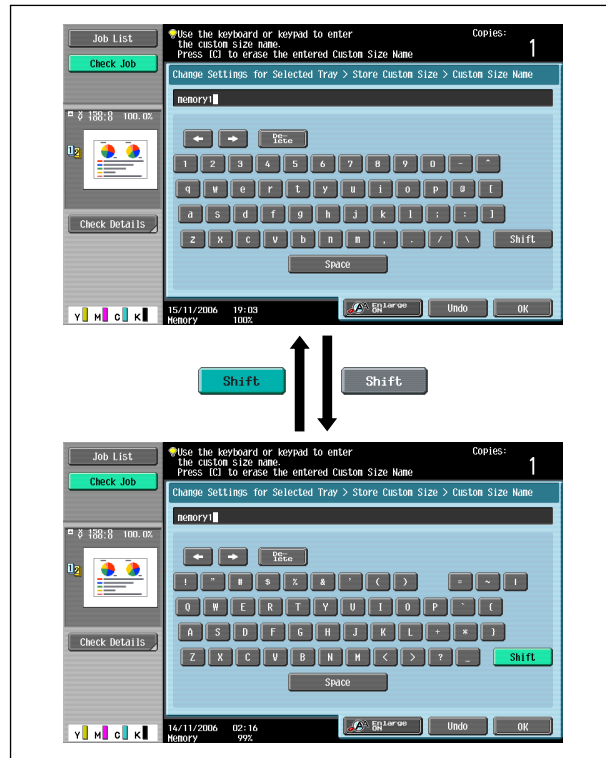 Job List
Check Job
Use the keyboard or keypad to enter
the custom size name.
Press [C] to erase the entered Custom Size Name
Copies:
1
Change Settings for Selected Tray > Store Custom Size > Custom Size Name
memory1
100.0%
De-
lete
1 2 3 4 5 6 7 8 9 0 - ^
q w e r t y u i o p @ [
a s d f g h j k l ; : ]
z x c v b n m , . / \ Shift
Space
Check Details
Y M C K
15/11/2006 19:03
Memory 100%
Enlarge
ON
Undo
OK
Shift
Shift
Job List
Check Job
Use the keyboard or keypad to enter
the custom size name.
Press [C] to erase the entered Custom Size Name
Copies:
1
Change Settings for Selected Tray > Store Custom Size > Custom Size Name
memory1
100.0%
De-
lete
! " # $ % & ' ( ) = ~ |
Q W E R T Y U I O P ` {
A S D F G H J K L + * }
Z X C V B N M < > ? _ Shift
Space
Check Details
Y M C K
14/11/2006 02:16
Memory 99%
Enlarge
ON
Undo
OK